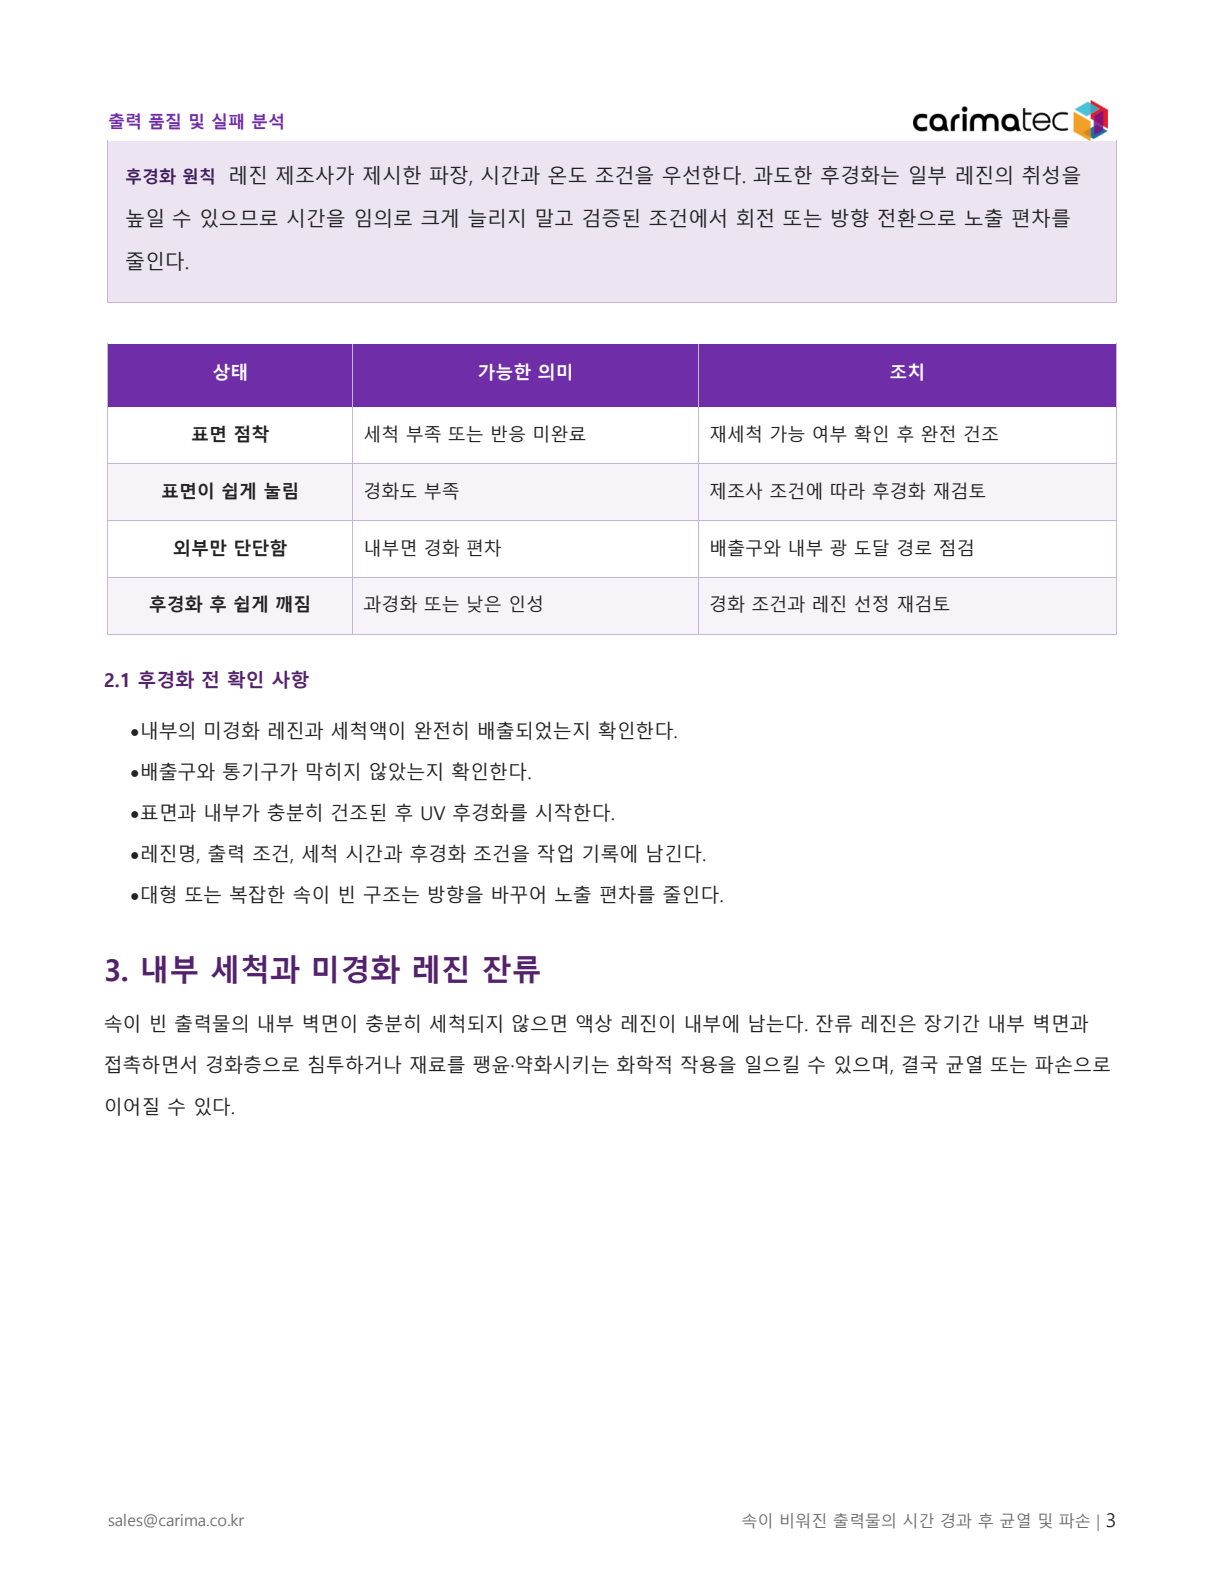 출력 품질 및 실패 분석
carimatec
후경화 원칙 레진 제조사가 제시한 파장, 시간과 온도 조건을 우선한다. 과도한 후경화는 일부 레진의 취성을
높일 수 있으므로 시간을 임의로 크게 늘리지 말고 검증된 조건에서 회전 또는 방향 전환으로 노출 편차를
줄인다.
상태 가능한 의미 조치
표면 점착 세척 부족 또는 반응 미완료 재세척 가능 여부 확인 후 완전 건조
표면이 쉽게 눌림 경화도 부족 제조사 조건에 따라 후경화 재검토
외부만 단단함 내부면 경화 편차 배출구와 내부 광 도달 경로 점검
후경화 후 쉽게 깨짐 과경화 또는 낮은 인성 경화 조건과 레진 선정 재검토
2.1 후경화 전 확인 사항
●내부의 미경화 레진과 세척액이 완전히 배출되었는지 확인한다.
●배출구와 통기구가 막히지 않았는지 확인한다.
●표면과 내부가 충분히 건조된 후 UV 후경화를 시작한다.
●레진명, 출력 조건, 세척 시간과 후경화 조건을 작업 기록에 남긴다.
●대형 또는 복잡한 속이 빈 구조는 방향을 바꾸어 노출 편차를 줄인다.
3. 내부 세척과 미경화 레진 잔류
속이 빈 출력물의 내부 벽면이 충분히 세척되지 않으면 액상 레진이 내부에 남는다. 잔류 레진은 장기간 내부 벽면과
접촉하면서 경화층으로 침투하거나 재료를 팽윤·약화시키는 화학적 작용을 일으킬 수 있으며, 결국 균열 또는 파손으로
이어질 수 있다.
sales@carima.co.kr 속이 비워진 출력물의 시간 경과 후 균열 및 파손 | 3